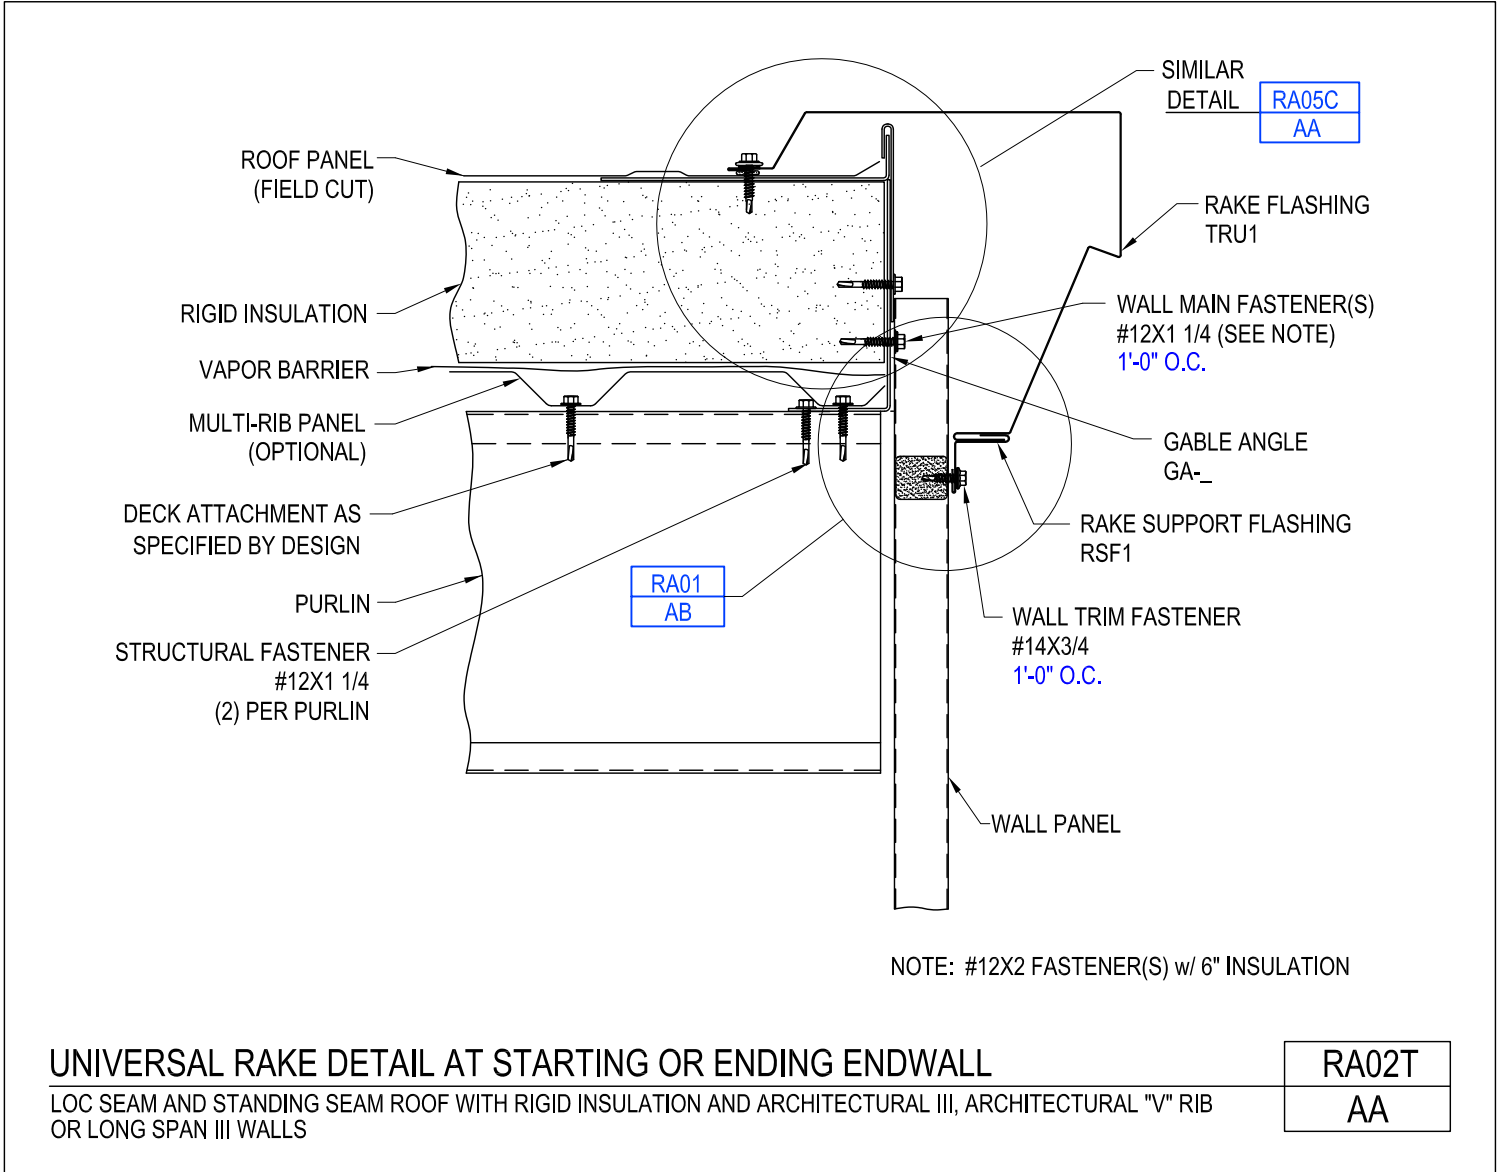 SIMILAR
DETAIL
RA05C
AA
ROOF PANEL
(FIELD CUT)
RAKE FLASHING
TRU1
RIGID INSULATION
WALL MAIN FASTENER(S)
#12X1 1/4 (SEE NOTE)
1'-0" O.C.
VAPOR BARRIER
MULTI-RIB PANEL
(OPTIONAL)
GABLE ANGLE
GA-_
DECK ATTACHMENT AS
SPECIFIED BY DESIGN
RAKE SUPPORT FLASHING
RSF1
RA01
AB
PURLIN
WALL TRIM FASTENER
#14X3/4
1'-0" O.C.
STRUCTURAL FASTENER
#12X1 1/4
(2) PER PURLIN
WALL PANEL
NOTE: #12X2 FASTENER(S) w/ 6" INSULATION
UNIVERSAL RAKE DETAIL AT STARTING OR ENDING ENDWALL
LOC SEAM AND STANDING SEAM ROOF WITH RIGID INSULATION AND ARCHITECTURAL III, ARCHITECTURAL "V" RIB
OR LONG SPAN III WALLS
RA02T
AA